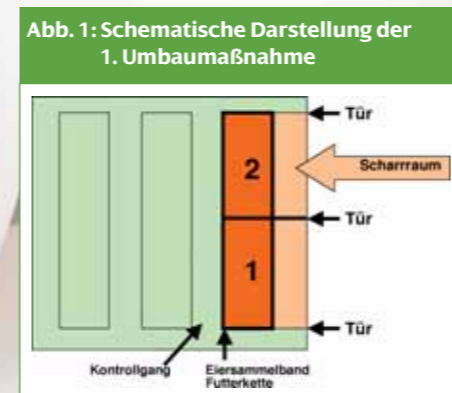 Abb. 1: Schematische Darstellung der
1. Umbaumaßnahme
Tür
2
Scharrraum
Tür
1
Tür
Kontrollgang
Eiersammelband
Futterkette